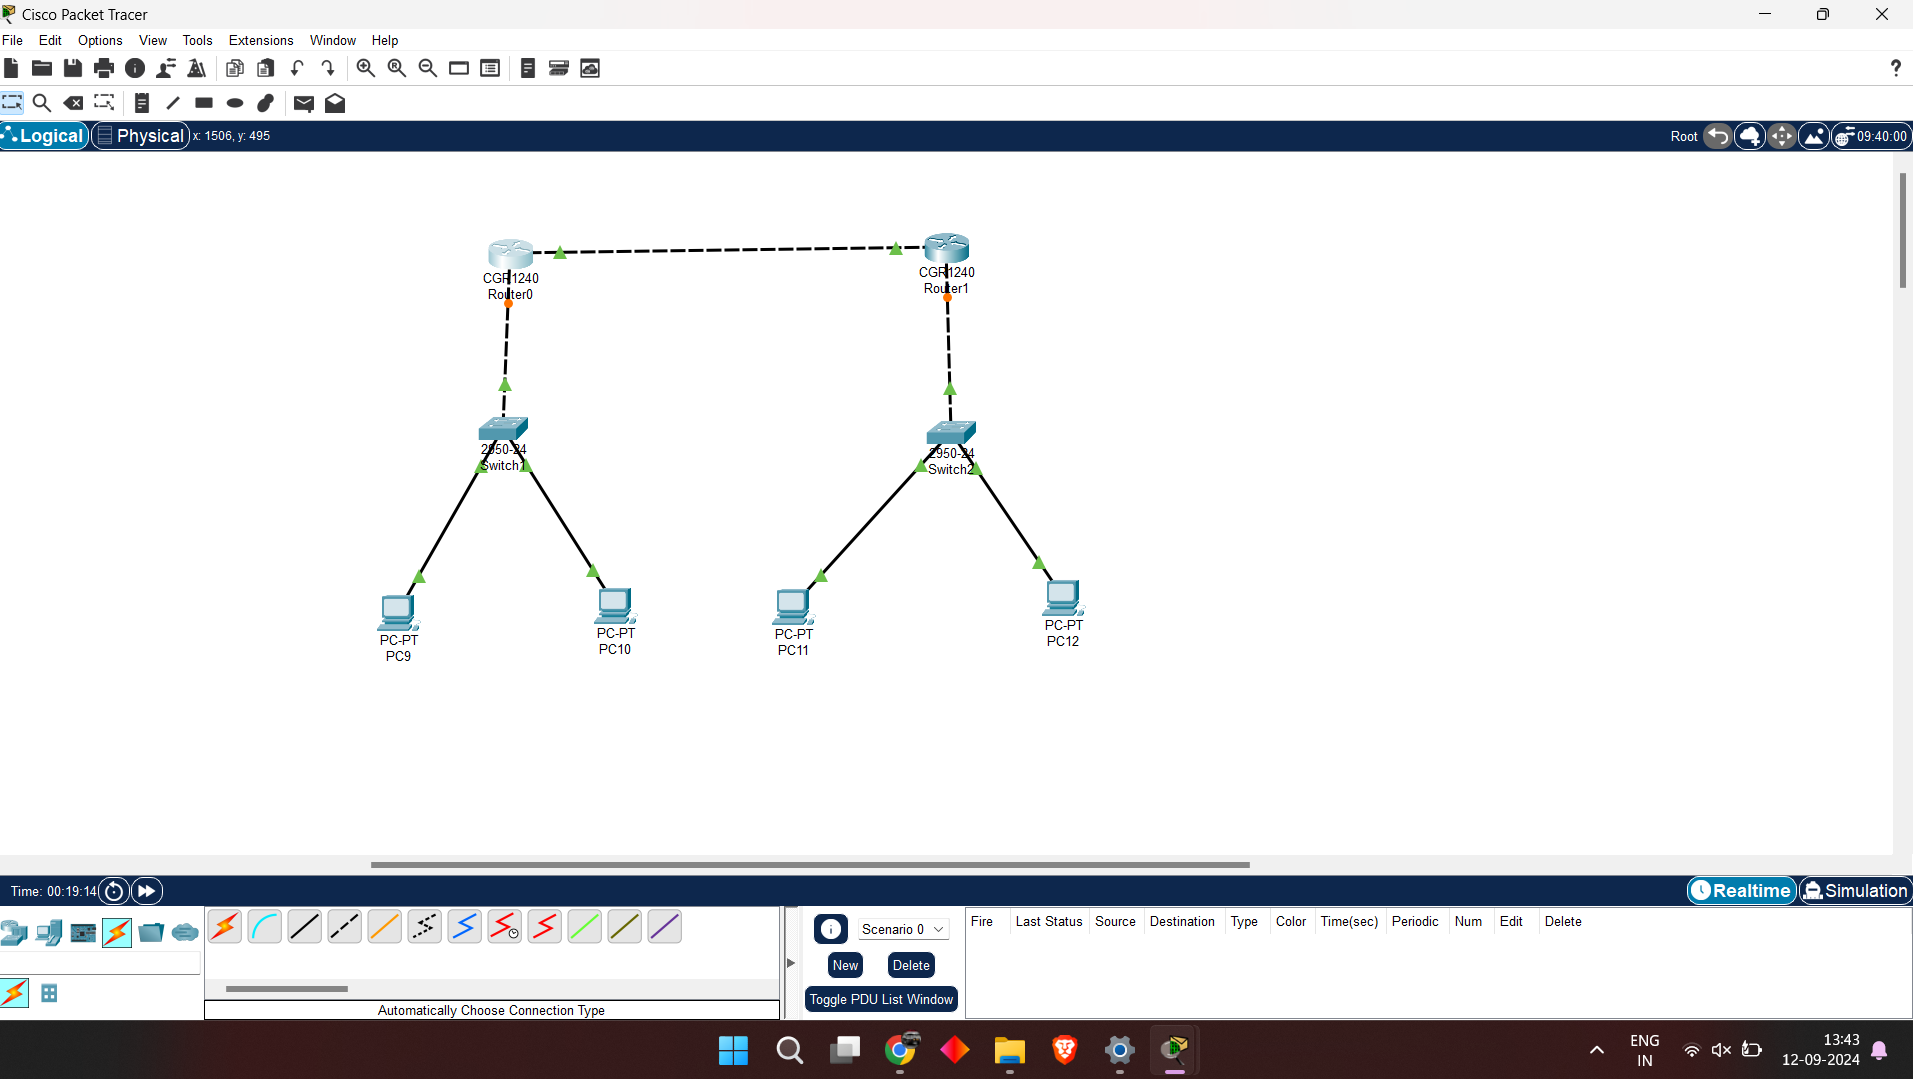 Cisco Packet Tracer
File Edit Options View Tools Extensions Window Help
?
Logical Physical x: 1506, y: 495 Root 09:40:00
CGR1240
Router0
CGR1240
Router1
2950-24
Switch1
2950-24
Switch2
PC-PT
PC9
PC-PT
PC10
PC-PT
PC11
PC-PT
PC12
Time: 00:19:14 Realtime Simulation
Scenario 0
New Delete
Toggle PDU List Window
Fire Last Status Source Destination Type Color Time(sec) Periodic Num Edit Delete
Automatically Choose Connection Type
ENG
IN
13:43
12-09-2024